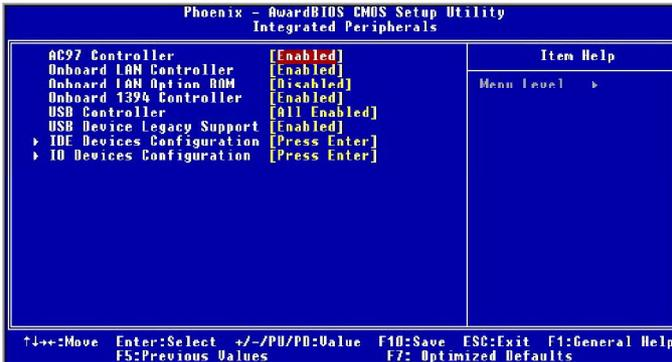 Phoenix - AwardBIOS CMOS Setup Utility
Integrated Peripherals
AC97 Controller [Enabled]
Onboard LAN Controller [Enabled]
Onboard LAN Option ROM [Disabled]
Onboard 1394 Controller [Enabled]
USB Controller [All Enabled]
USB Device Legacy Support [Enabled]
▸ IDE Devices Configuration [Press Enter]
▸ IO Devices Configuration [Press Enter]
Item Help
Menu Level ▸
↑↓→←:Move Enter:Select +/-/PU/PD:Value F10:Save ESC:Exit F1:General Help
F5:Previous Values F7: Optimized Defaults